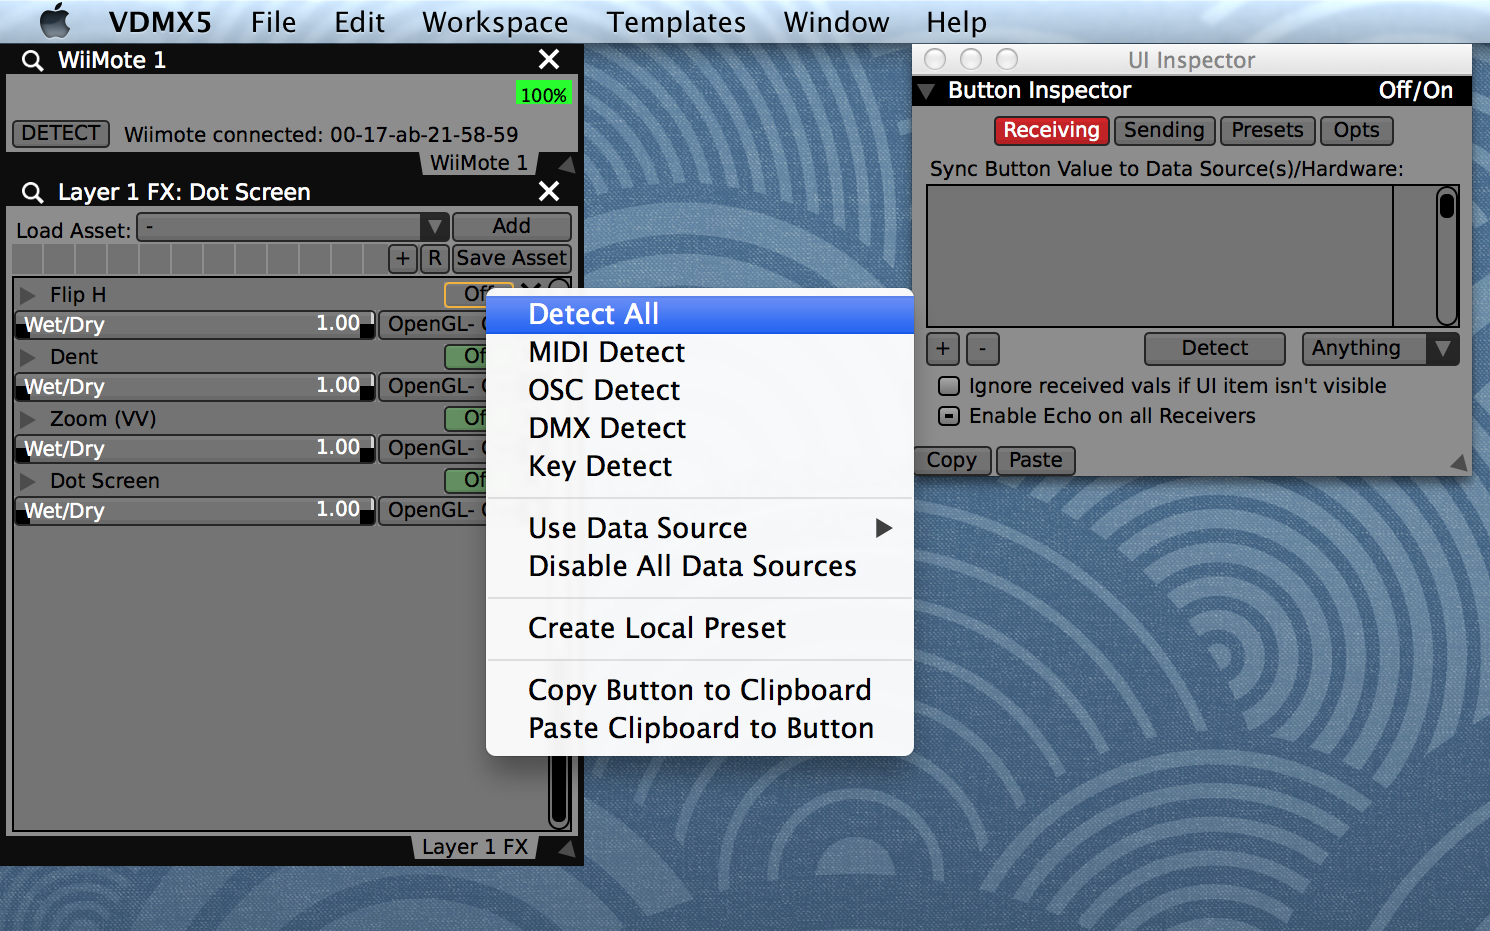 VDMX5 File Edit Workspace Templates Window Help
WiiMote 1
100%
DETECT Wiimote connected: 00-17-ab-21-58-59
WiiMote 1
Layer 1 FX: Dot Screen
Load Asset: - Add
+ R Save Asset
Flip H
Wet/Dry 1.00 OpenGL-
Dent
Wet/Dry 1.00 OpenGL-
Zoom (VV)
Wet/Dry 1.00 OpenGL-
Dot Screen
Wet/Dry 1.00 OpenGL-
Layer 1 FX
Detect All
MIDI Detect
OSC Detect
DMX Detect
Key Detect
Use Data Source
Disable All Data Sources
Create Local Preset
Copy Button to Clipboard
Paste Clipboard to Button
UI Inspector
Button Inspector Off/On
Receiving Sending Presets Opts
Sync Button Value to Data Source(s)/Hardware:
+ - Detect Anything
Ignore received vals if UI item isn't visible
Enable Echo on all Receivers
Copy Paste